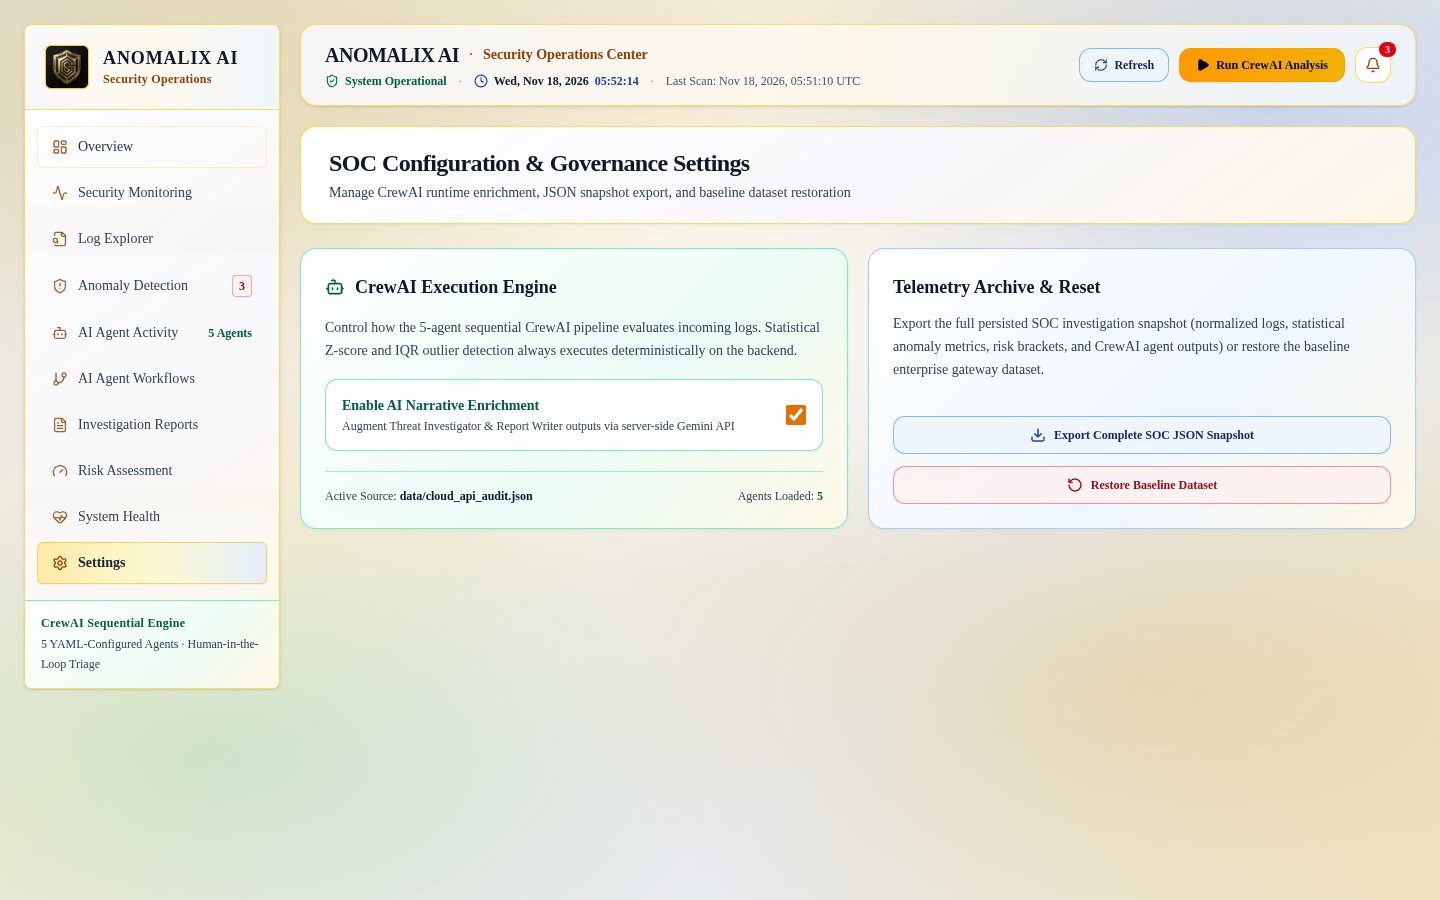 ANOMALIX AI
Security Operations
Overview
Security Monitoring
Log Explorer
Anomaly Detection 3
AI Agent Activity 5 Agents
AI Agent Workflows
Investigation Reports
Risk Assessment
System Health
Settings
CrewAI Sequential Engine
5 YAML-Configured Agents · Human-in-the-
Loop Triage
ANOMALIX AI · Security Operations Center
System Operational · Wed, Nov 18, 2026 05:52:14 · Last Scan: Nov 18, 2026, 05:51:10 UTC
Refresh
Run CrewAI Analysis
3
SOC Configuration & Governance Settings
Manage CrewAI runtime enrichment, JSON snapshot export, and baseline dataset restoration
CrewAI Execution Engine
Control how the 5-agent sequential CrewAI pipeline evaluates incoming logs. Statistical
Z-score and IQR outlier detection always executes deterministically on the backend.
Enable AI Narrative Enrichment
Augment Threat Investigator & Report Writer outputs via server-side Gemini API
Active Source: data/cloud_api_audit.json Agents Loaded: 5
Telemetry Archive & Reset
Export the full persisted SOC investigation snapshot (normalized logs, statistical
anomaly metrics, risk brackets, and CrewAI agent outputs) or restore the baseline
enterprise gateway dataset.
Export Complete SOC JSON Snapshot
Restore Baseline Dataset